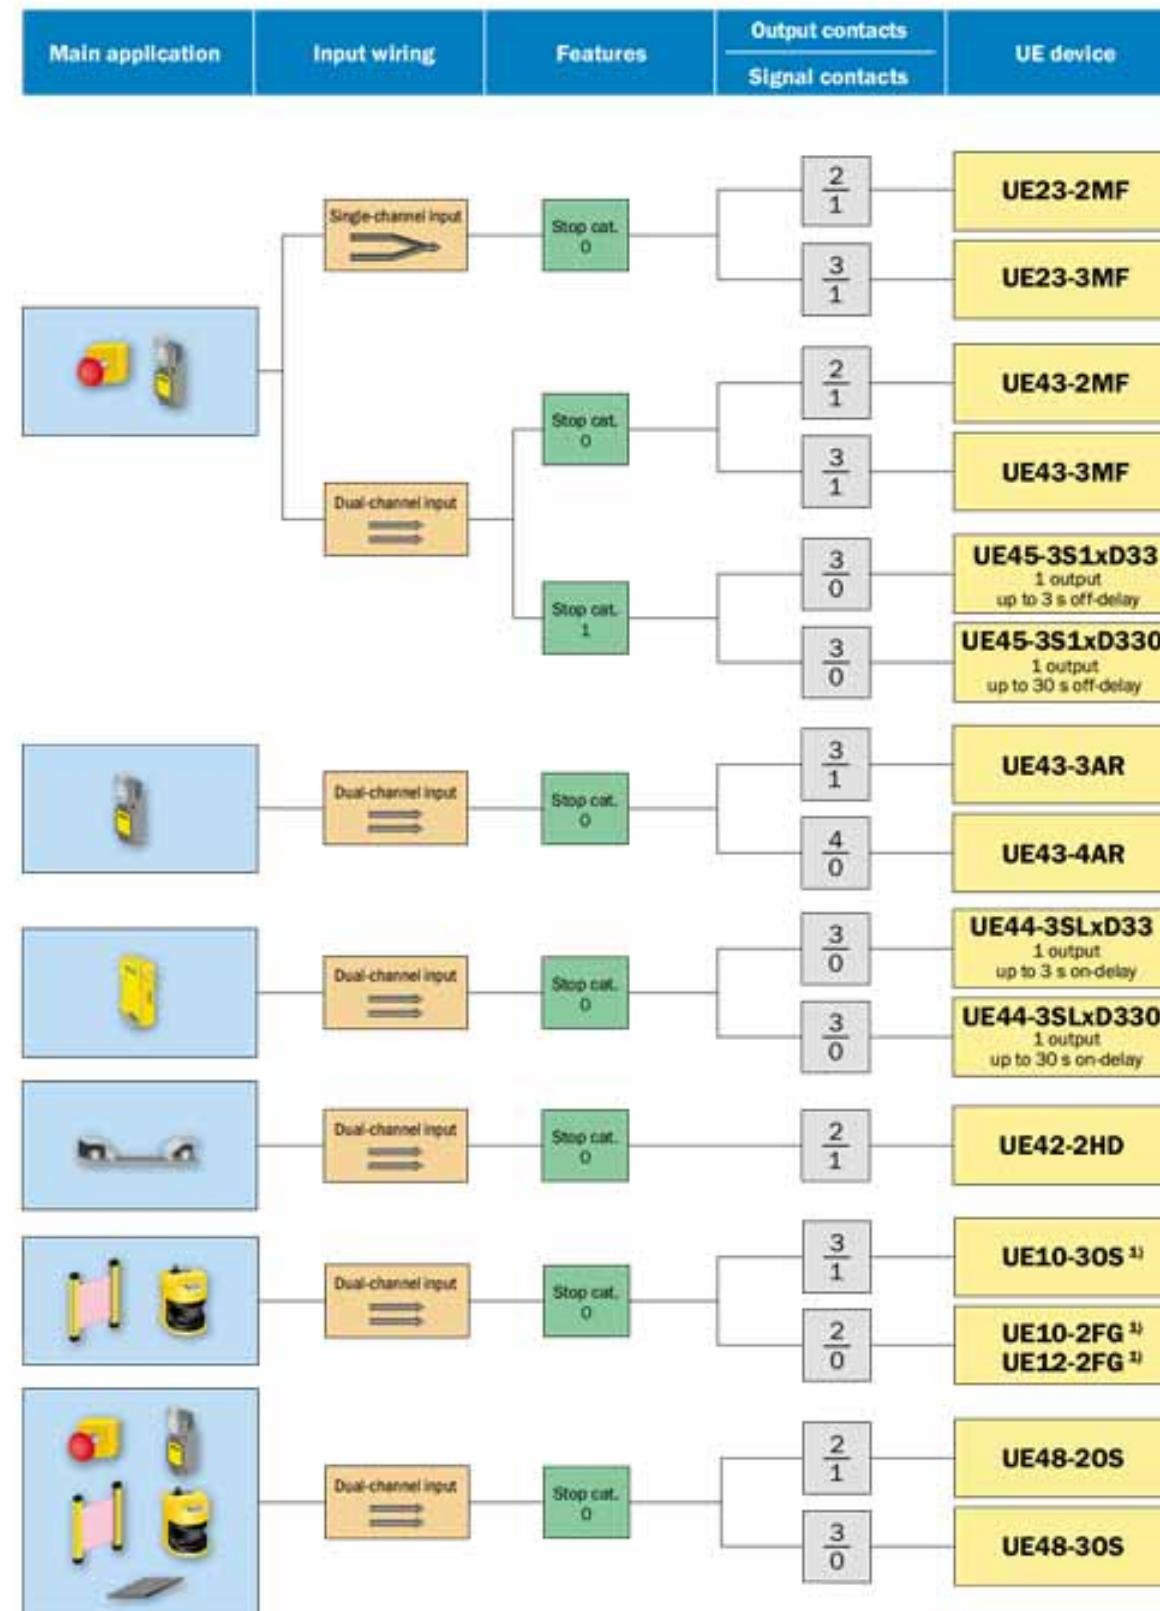 Main application
Input wiring
Features
Output contacts
Signal contacts
UE device
Single-channel input
Stop cat.
0
2
1
UE23-2MF
3
1
UE23-3MF
Dual-channel input
Stop cat.
0
2
1
UE43-2MF
3
1
UE43-3MF
Stop cat.
1
3
0
UE45-3S1xD33
1 output
up to 3 s off-delay
3
0
UE45-3S1xD330
1 output
up to 30 s off-delay
Dual-channel input
Stop cat.
0
3
1
UE43-3AR
4
0
UE43-4AR
Dual-channel input
Stop cat.
0
3
0
UE44-3SLxD33
1 output
up to 3 s on-delay
3
0
UE44-3SLxD330
1 output
up to 30 s on-delay
Dual-channel input
Stop cat.
0
2
1
UE42-2HD
Dual-channel input
Stop cat.
0
3
1
UE10-3OS 1)
2
0
UE10-2FG 1)
UE12-2FG 1)
Dual-channel input
Stop cat.
0
2
1
UE48-2OS
3
0
UE48-3OS